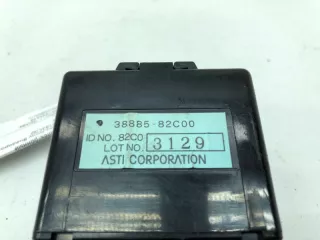 38885-82C00
ID NO. 82C0
LOT NO. 3129
ASTI CORPORATION